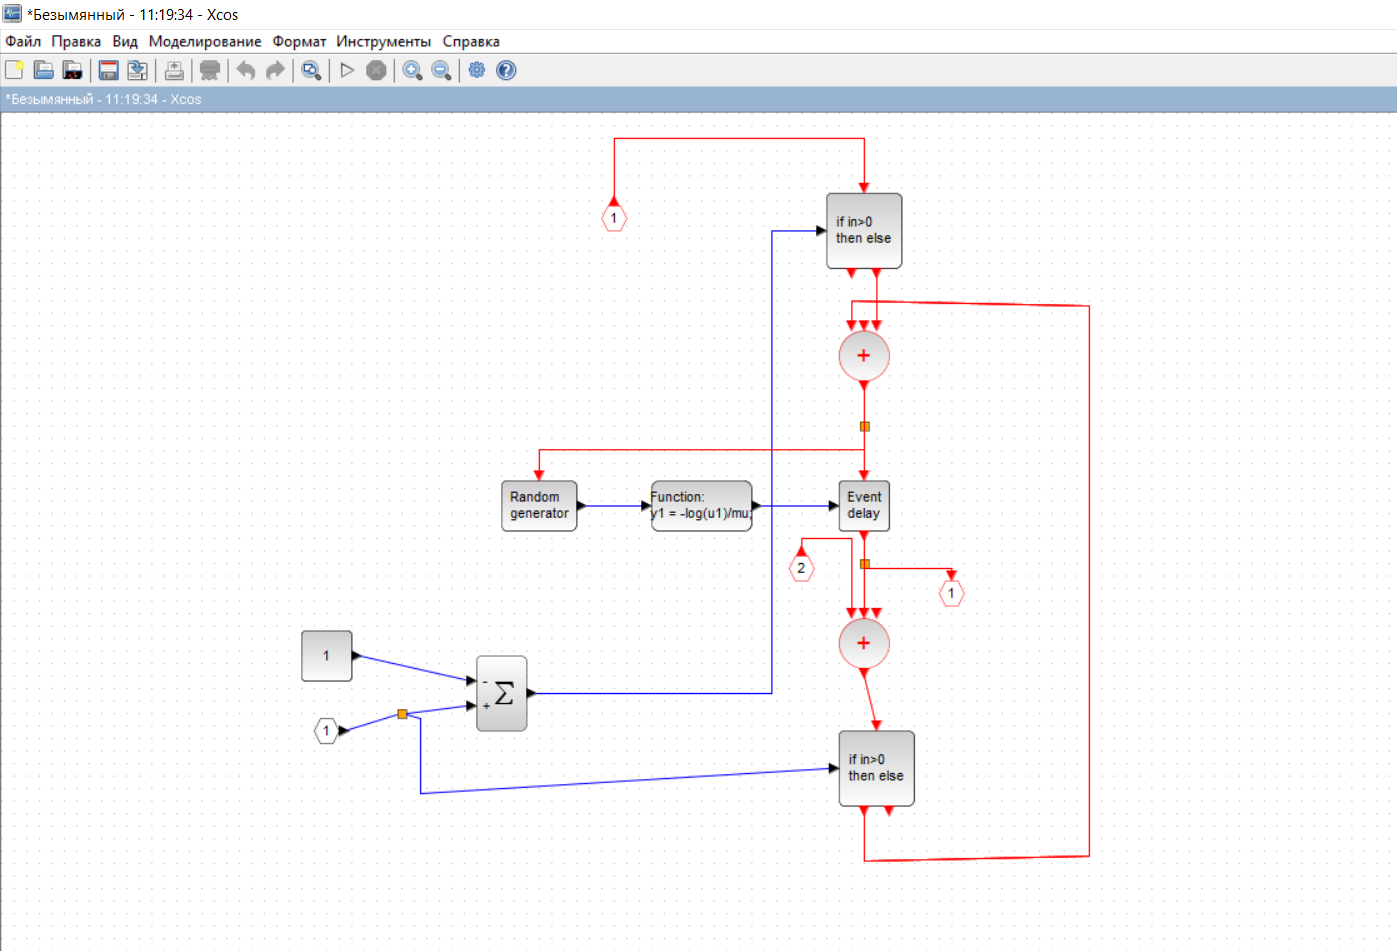 *Безымянный - 11:19:34 - Xcos
Файл Правка Вид Моделирование Формат Инструменты Справка
*Безымянный - 11:19:34 - Xcos
1
if in>0
then else
+
Random
generator
Function:
y1 = -log(u1)/mu;
Event
delay
2
1
+
1
-
+
Σ
1
if in>0
then else